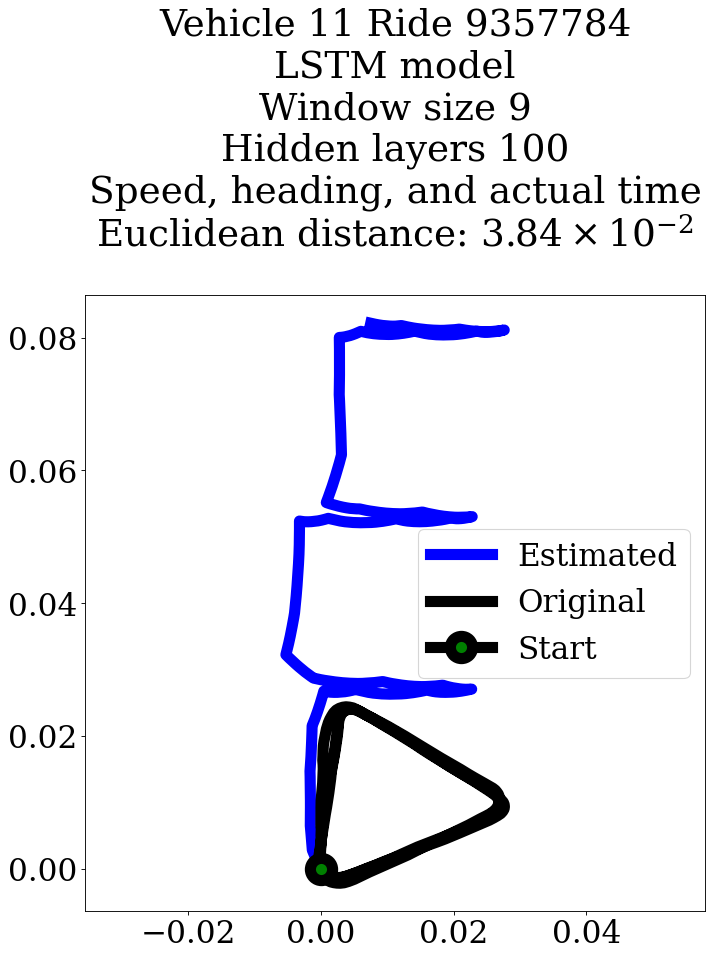 Vehicle 11 Ride 9357784
LSTM model
Window size 9
Hidden layers 100
Speed, heading, and actual time
Euclidean distance: 3.84 × 10⁻²
0.08
0.06
0.04
0.02
0.00
Estimated
Original
Start
−0.02 0.00 0.02 0.04